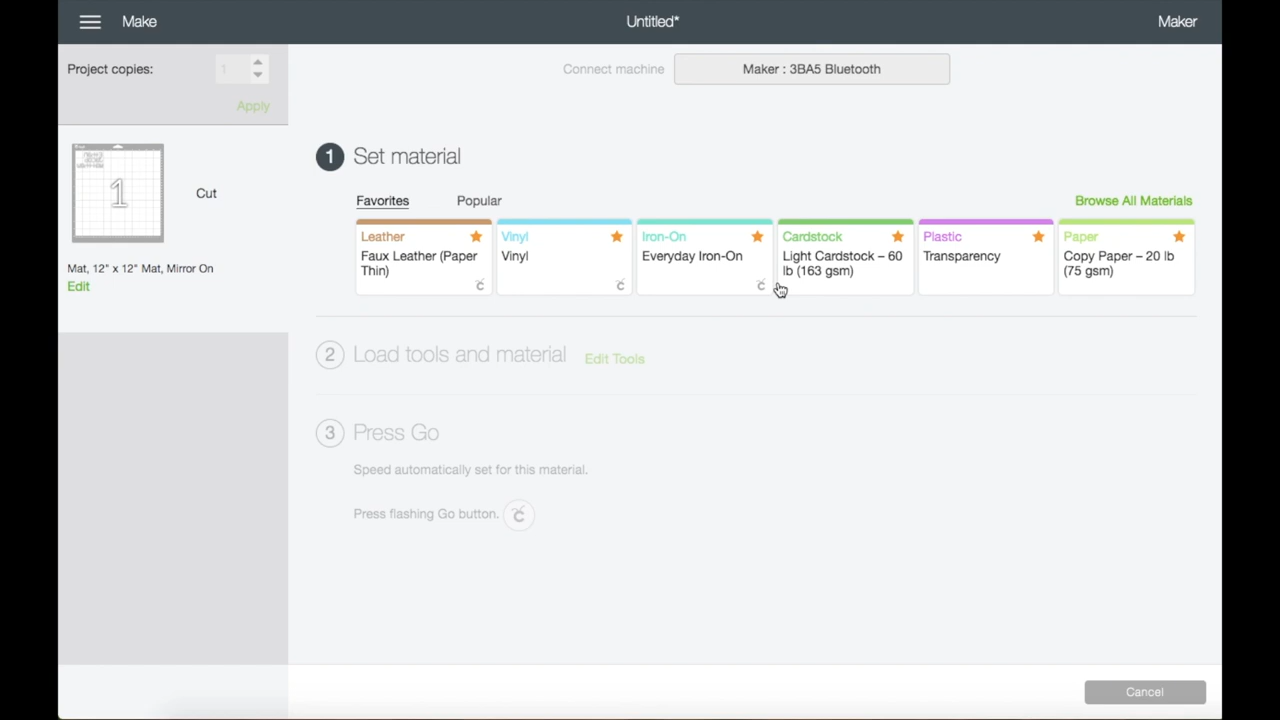 Make
Untitled*
Maker
Project copies:
1
Apply
Connect machine
Maker : 3BA5 Bluetooth
1
Cut
Mat, 12" x 12" Mat, Mirror On
Edit
1 Set material
Favorites
Popular
Browse All Materials
Leather
Faux Leather (Paper
Thin)
Vinyl
Vinyl
Iron-On
Everyday Iron-On
Cardstock
Light Cardstock – 60
lb (163 gsm)
Plastic
Transparency
Paper
Copy Paper – 20 lb
(75 gsm)
2 Load tools and material Edit Tools
3 Press Go
Speed automatically set for this material.
Press flashing Go button.
Cancel